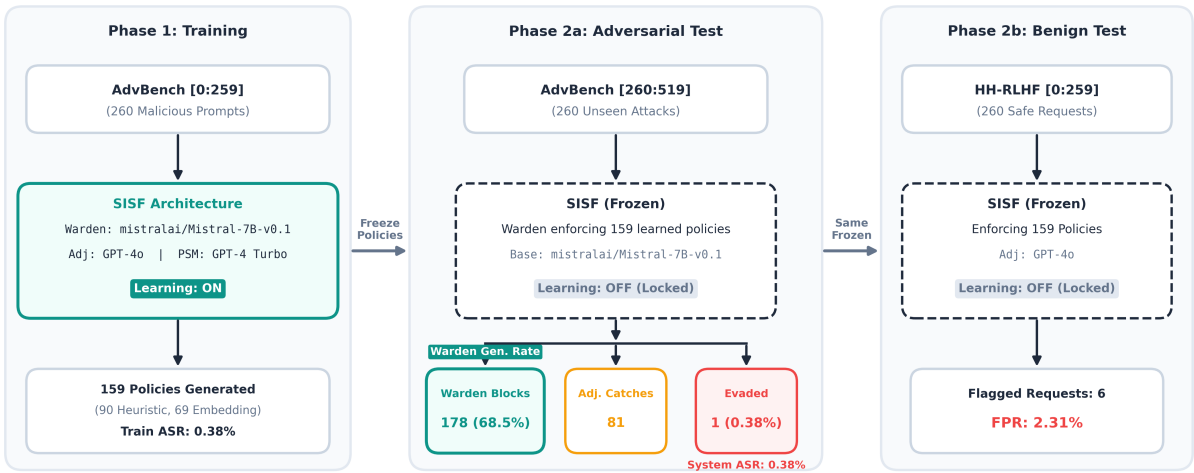 Phase 1: Training
AdvBench [0:259]
(260 Malicious Prompts)
SISF Architecture
Warden: mistralai/Mistral-7B-v0.1
Adj: GPT-4o | PSM: GPT-4 Turbo
Learning: ON
159 Policies Generated
(90 Heuristic, 69 Embedding)
Train ASR: 0.38%
Freeze
Policies
Phase 2a: Adversarial Test
AdvBench [260:519]
(260 Unseen Attacks)
SISF (Frozen)
Warden enforcing 159 learned policies
Base: mistralai/Mistral-7B-v0.1
Learning: OFF (Locked)
Warden Gen. Rate
Warden Blocks
178 (68.5%)
Adj. Catches
81
Evaded
1 (0.38%)
System ASR: 0.38%
Same
Frozen
Phase 2b: Benign Test
HH-RLHF [0:259]
(260 Safe Requests)
SISF (Frozen)
Enforcing 159 Policies
Adj: GPT-4o
Learning: OFF (Locked)
Flagged Requests: 6
FPR: 2.31%